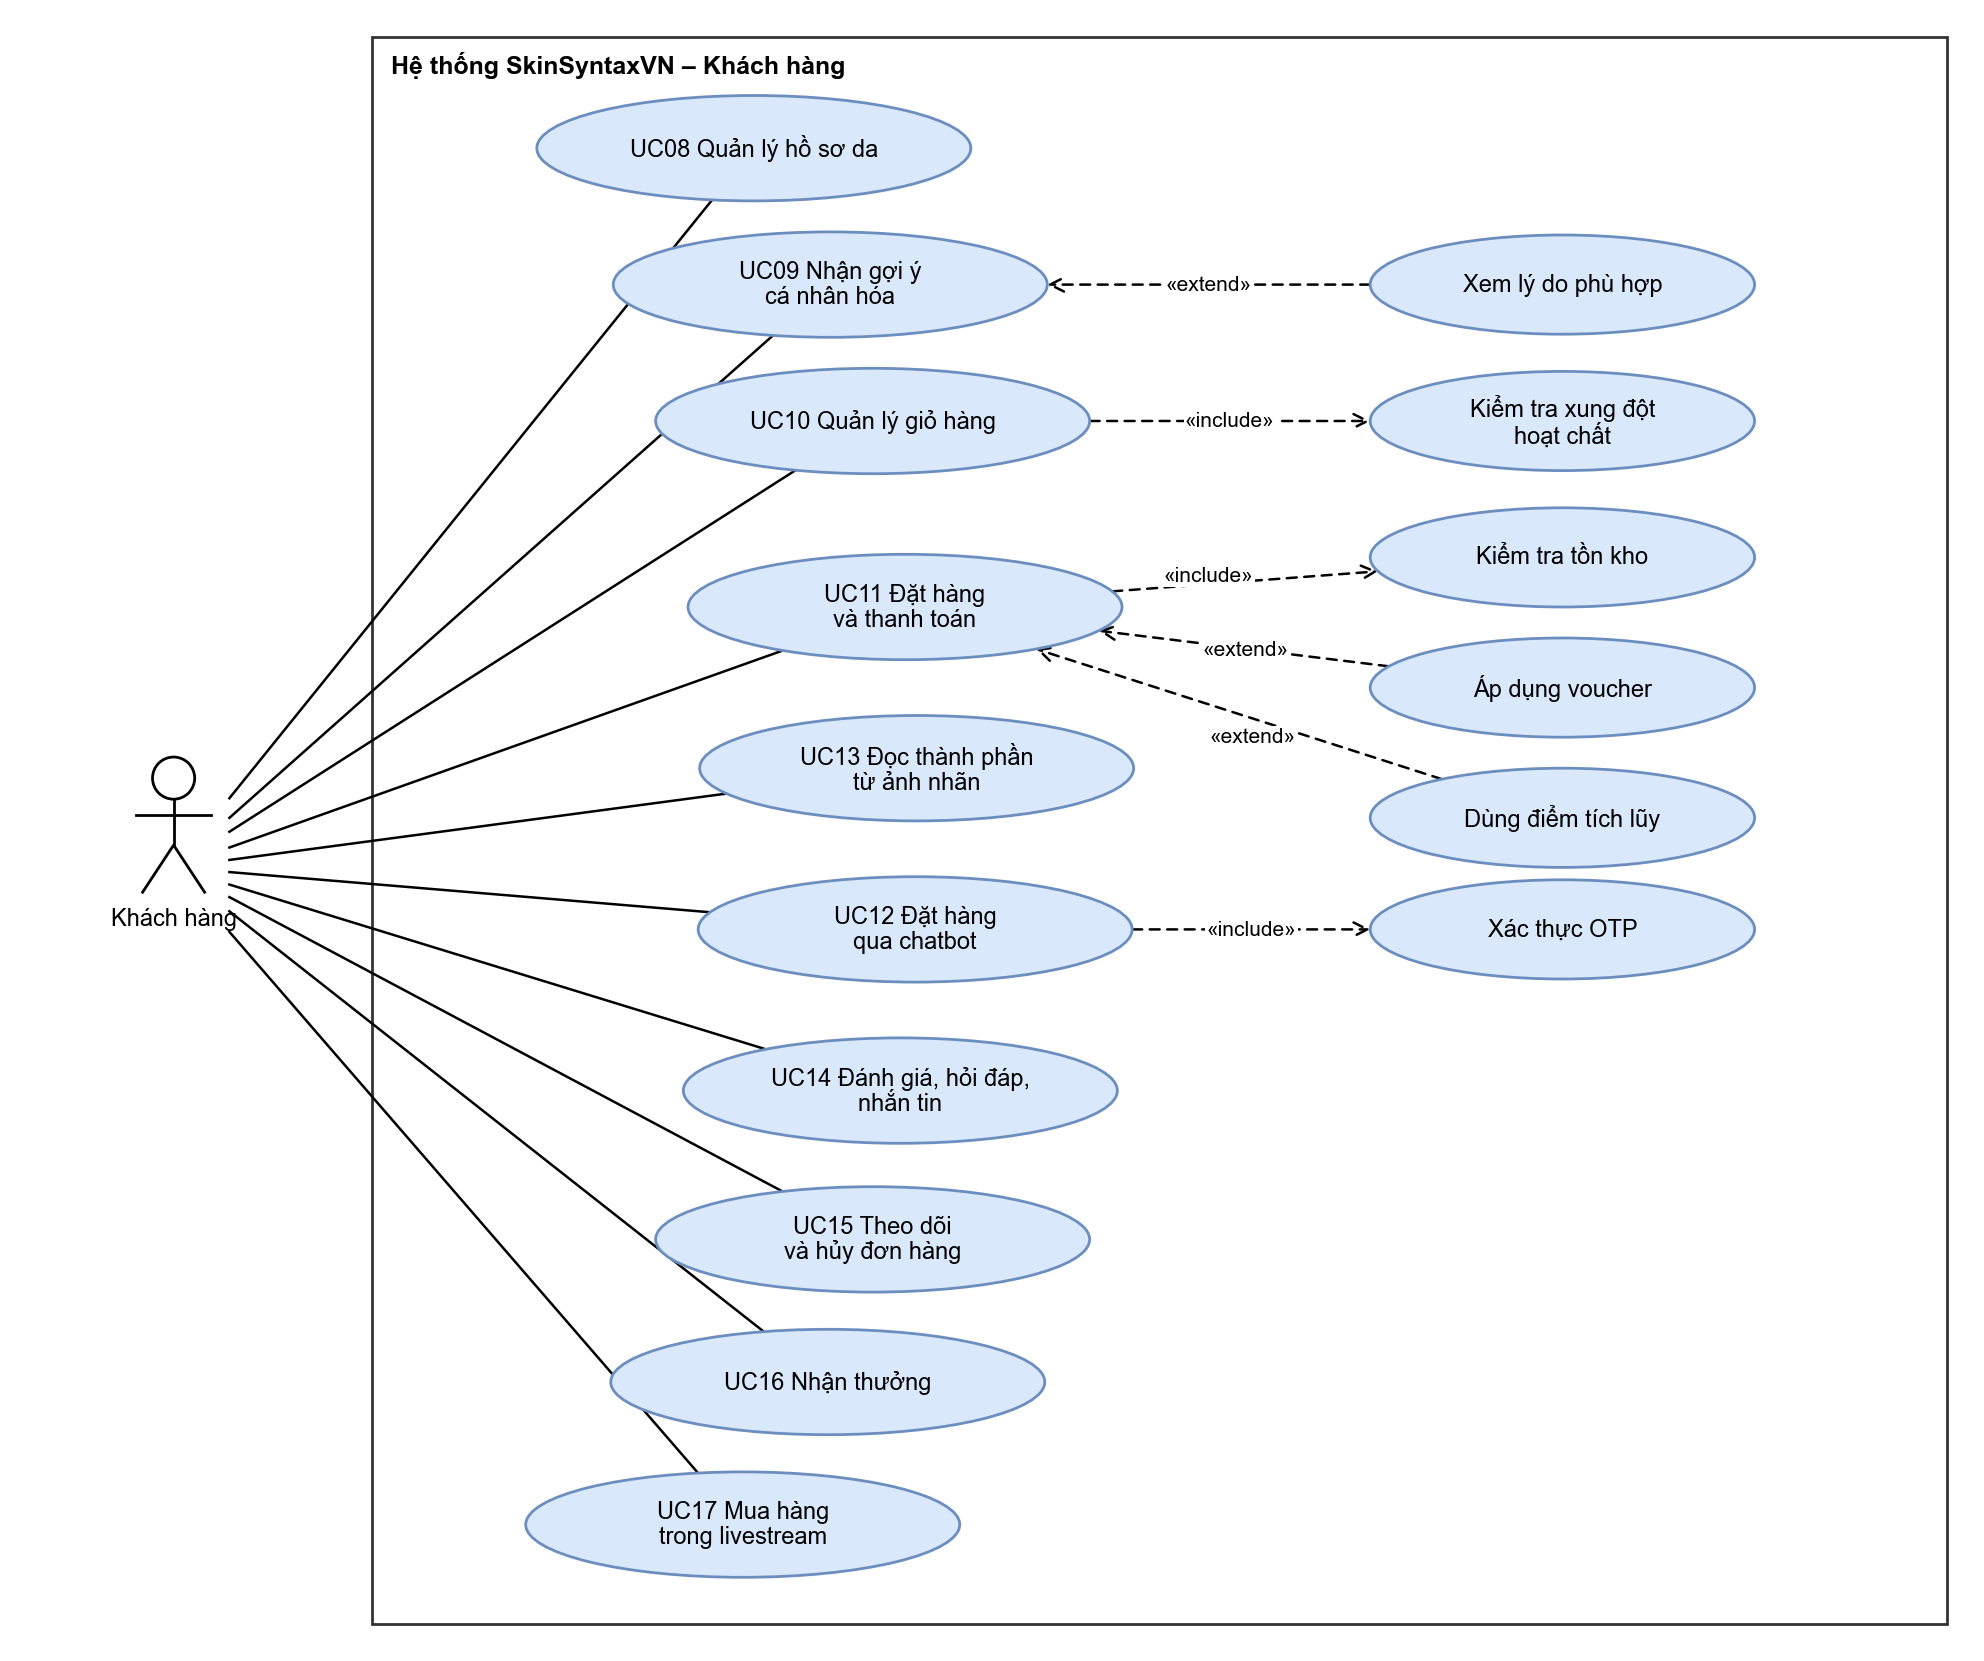 Hệ thống SkinSyntaxVN – Khách hàng
UC08 Quản lý hồ sơ da
UC09 Nhận gợi ý
cá nhân hóa
«extend»
Xem lý do phù hợp
UC10 Quản lý giỏ hàng
«include»
Kiểm tra xung đột
hoạt chất
UC11 Đặt hàng
và thanh toán
«include»
Kiểm tra tồn kho
«extend»
Áp dụng voucher
«extend»
Dùng điểm tích lũy
UC13 Đọc thành phần
từ ảnh nhãn
Khách hàng
UC12 Đặt hàng
qua chatbot
«include»
Xác thực OTP
UC14 Đánh giá, hỏi đáp,
nhắn tin
UC15 Theo dõi
và hủy đơn hàng
UC16 Nhận thưởng
UC17 Mua hàng
trong livestream